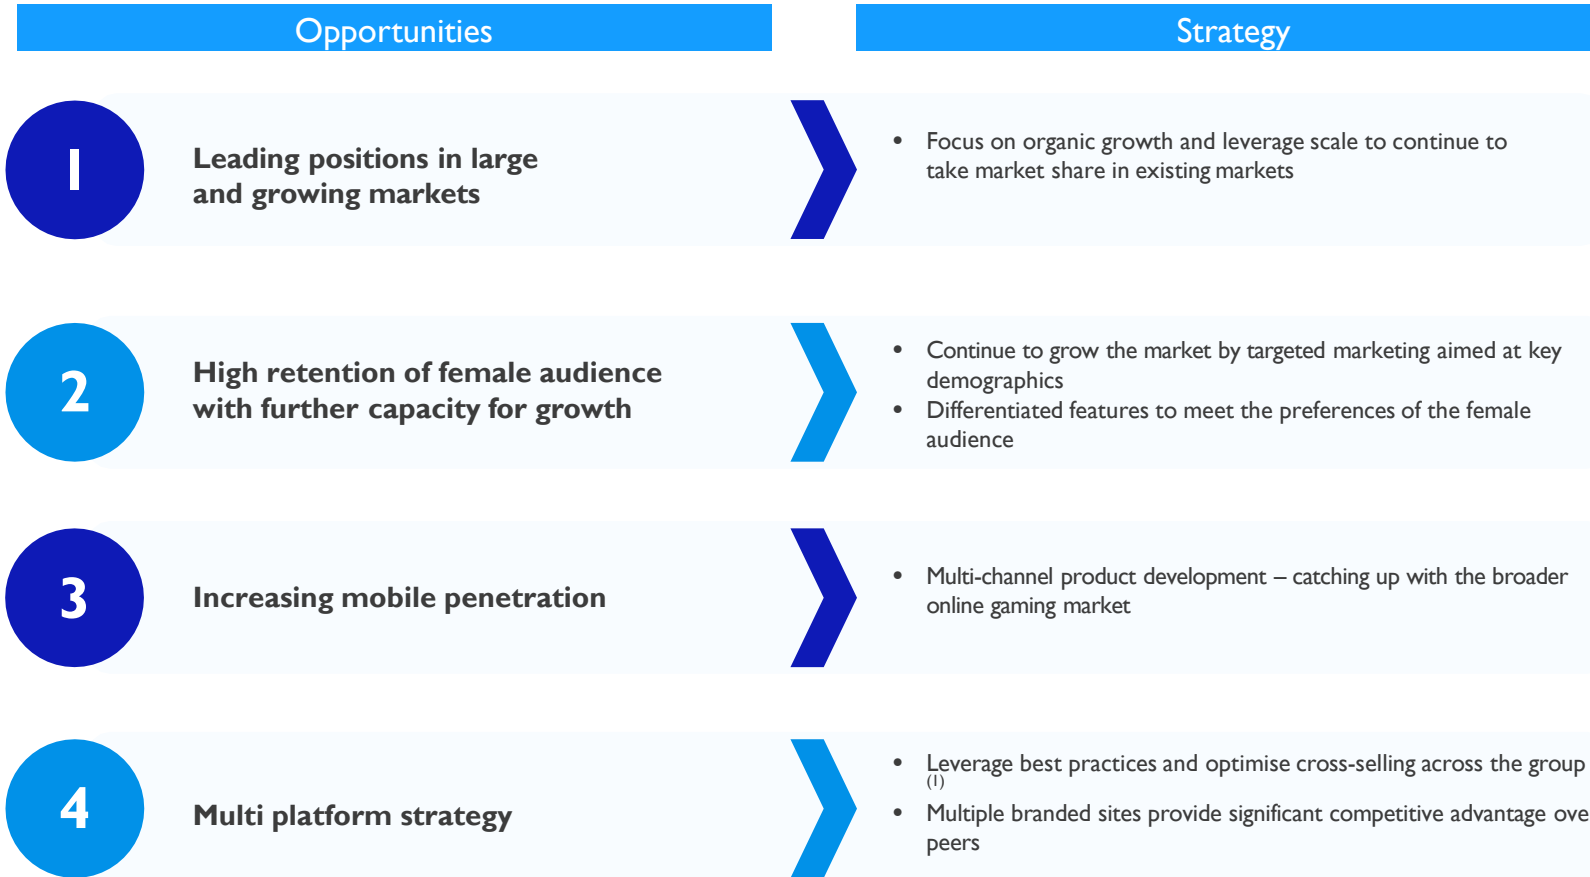 Opportunities
Strategy
1
Leading positions in large
and growing markets
• Focus on organic growth and leverage scale to continue to
take market share in existing markets
2
High retention of female audience
with further capacity for growth
• Continue to grow the market by targeted marketing aimed at key
demographics
• Differentiated features to meet the preferences of the female
audience
3
Increasing mobile penetration
• Multi-channel product development – catching up with the broader
online gaming market
4
Multi platform strategy
• Leverage best practices and optimise cross-selling across the group
(1)
• Multiple branded sites provide significant competitive advantage ove
peers